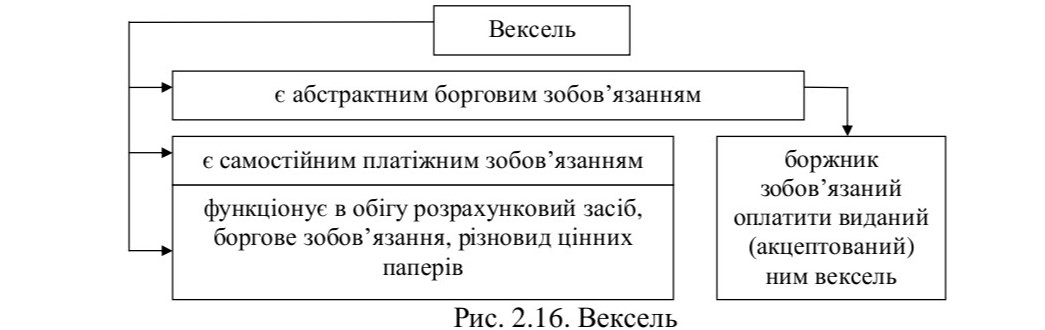 Вексель
є абстрактним борговим зобов’язанням
є самостійним платіжним зобов’язанням
функціонує в обігу розрахунковий засіб,
боргове зобов’язання, різновид цінних
паперів
боржник
зобов’язаний
оплатити виданий
(акцептований)
ним вексель
Рис. 2.16. Вексель